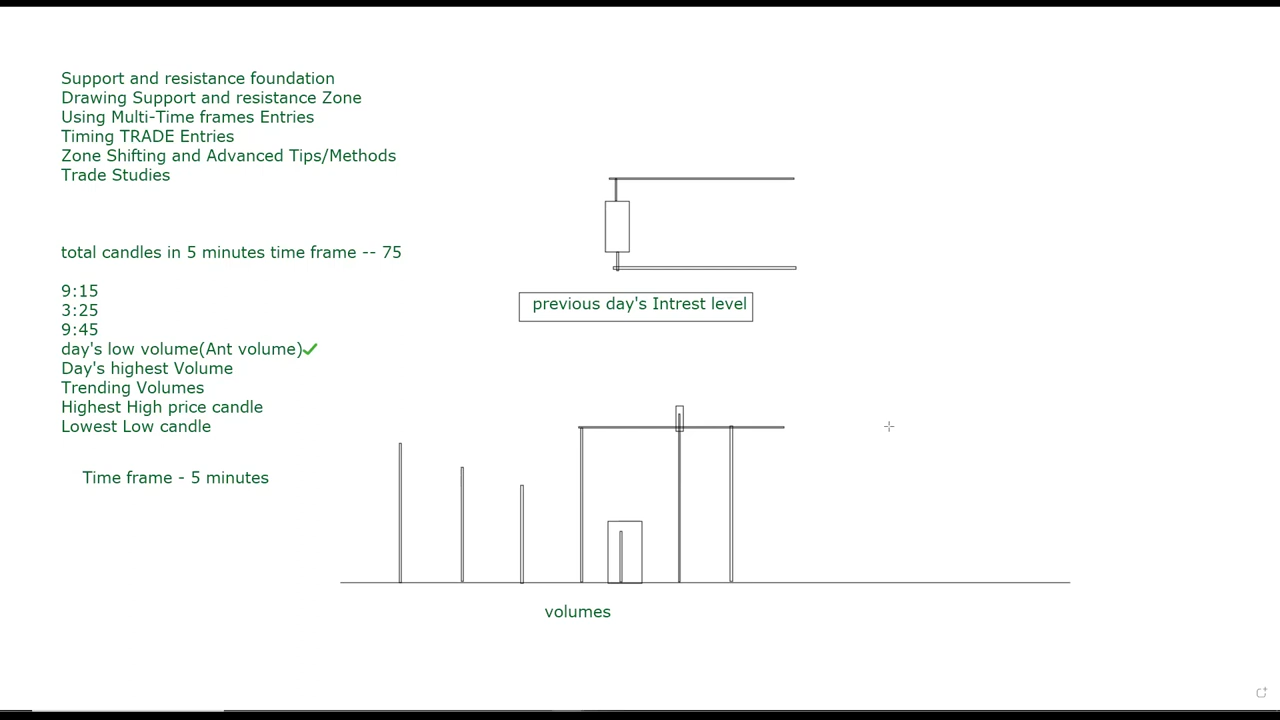 Support and resistance foundation
Drawing Support and resistance Zone
Using Multi-Time frames Entries
Timing TRADE Entries
Zone Shifting and Advanced Tips/Methods
Trade Studies
total candles in 5 minutes time frame -- 75
9:15
3:25
9:45
day's low volume(Ant volume)✓
Day's highest Volume
Trending Volumes
Highest High price candle
Lowest Low candle
Time frame - 5 minutes
previous day's Intrest level
volumes